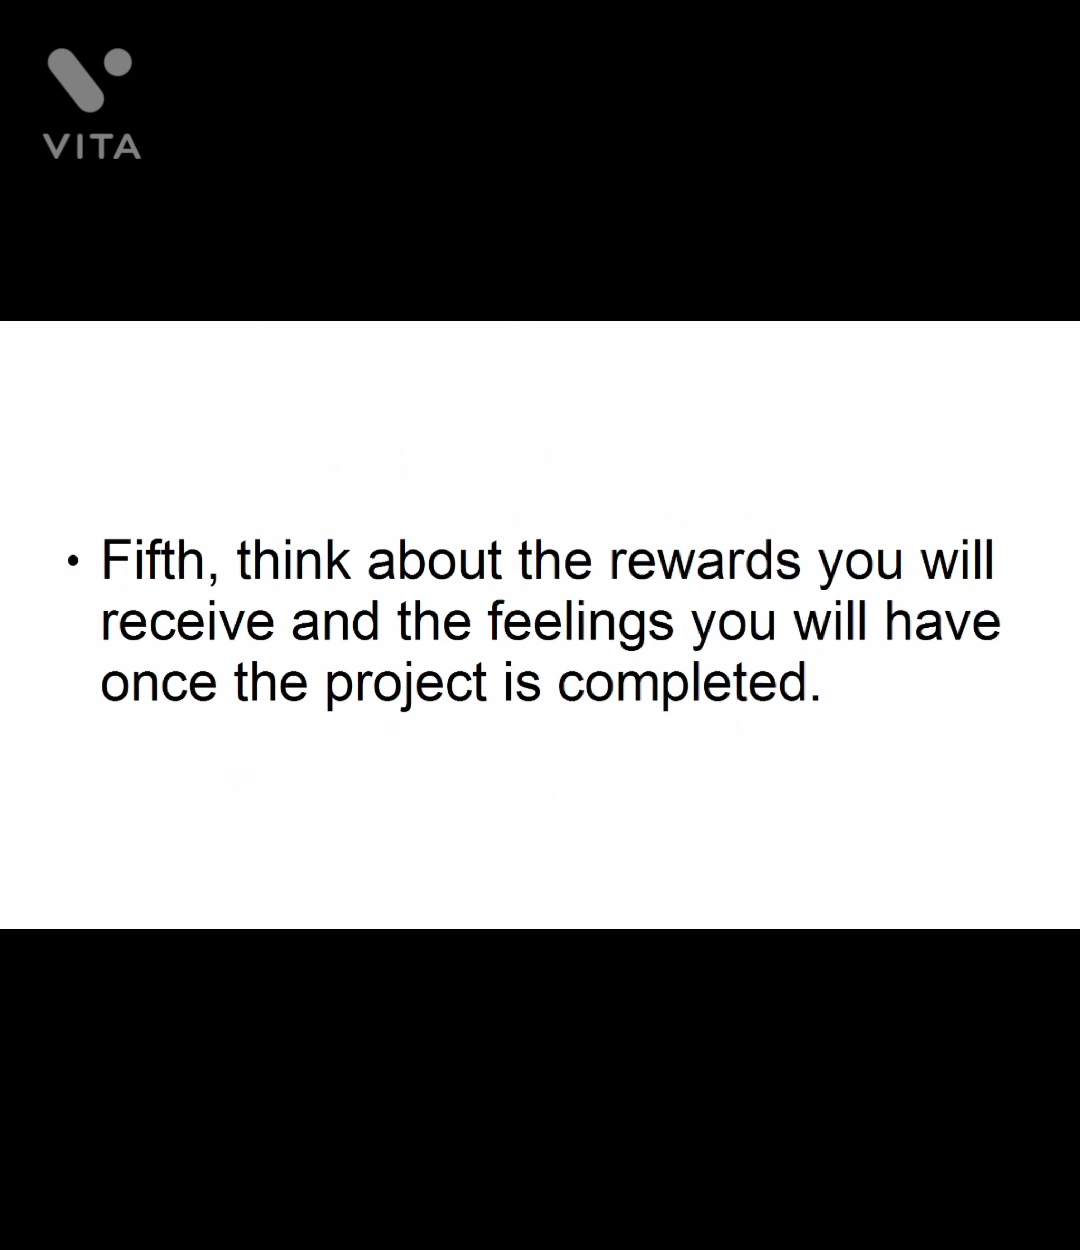 VITA
• Fifth, think about the rewards you will
receive and the feelings you will have
once the project is completed.